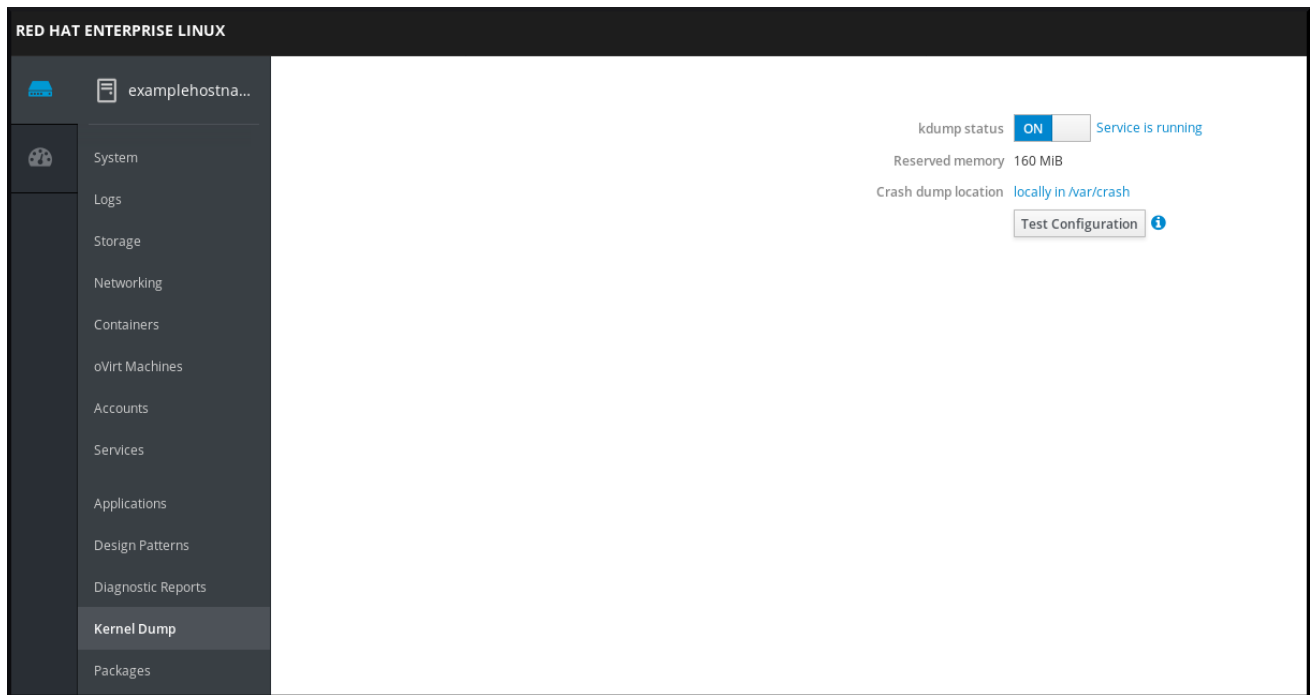 RED HAT ENTERPRISE LINUX
examplehostna...
System
Logs
Storage
Networking
Containers
oVirt Machines
Accounts
Services
Applications
Design Patterns
Diagnostic Reports
Kernel Dump
Packages
kdump status ON Service is running
Reserved memory 160 MiB
Crash dump location locally in /var/crash
Test Configuration